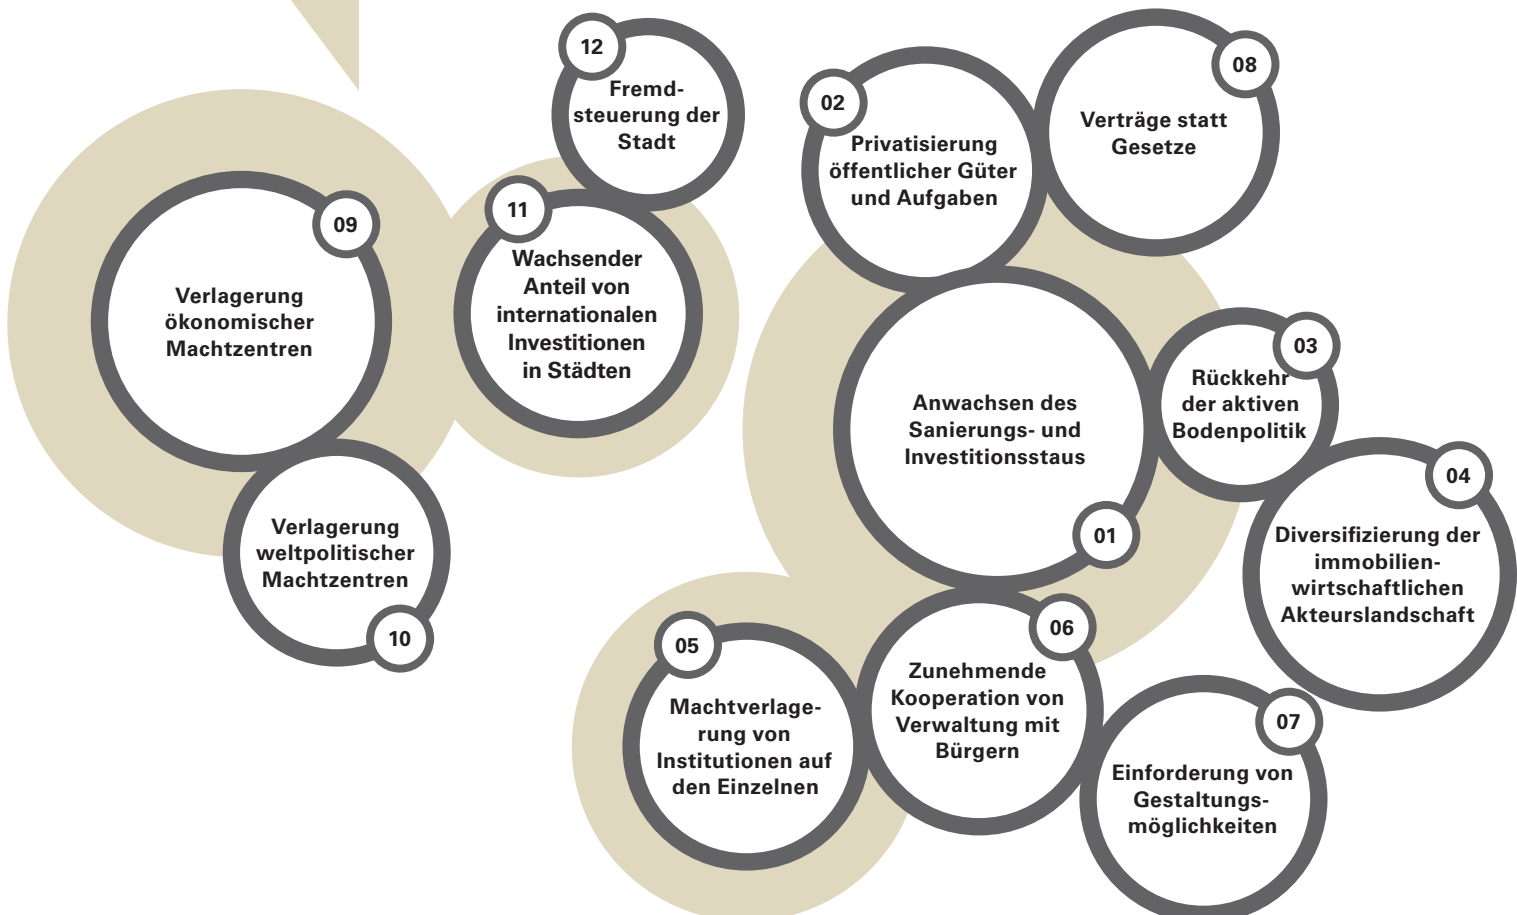 12
Fremd-
steuerung der
Stadt
02
Privatisierung
öffentlicher Güter
und Aufgaben
08
Verträge statt
Gesetze
09
Verlagerung
ökonomischer
Machtzentren
11
Wachsender
Anteil von
internationalen
Investitionen
in Städten
03
Rückkehr
der aktiven
Bodenpolitik
Anwachsen des
Sanierungs- und
Investitionsstaus
01
04
Diversifizierung der
immobilien-
wirtschaftlichen
Akteurslandschaft
Verlagerung
weltpolitischer
Machtzentren
10
05
Machtverlage-
rung von
Institutionen auf
den Einzelnen
06
Zunehmende
Kooperation von
Verwaltung mit
Bürgern
07
Einforderung von
Gestaltungs-
möglichkeiten